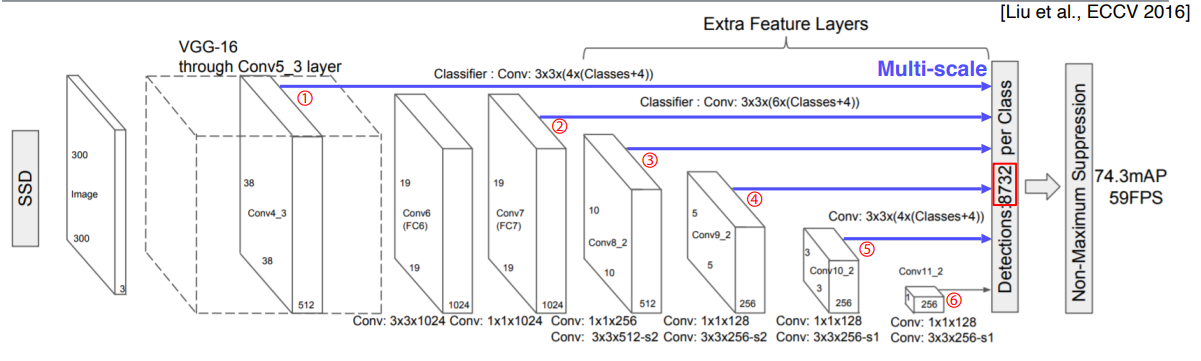 [Liu et al., ECCV 2016]
Extra Feature Layers
VGG-16
through Conv5_3 layer
Classifier : Conv: 3x3x(4x(Classes+4))
Multi-scale
Classifier : Conv: 3x3x(6x(Classes+4))
Conv: 3x3x(4x(Classes+4))
SSD
300
Image
300
3
①
38
Conv4_3
38
512
19
Conv6
(FC6)
19
1024
②
19
Conv7
(FC7)
19
1024
③
10
Conv8_2
10
512
④
5
Conv9_2
5
256
⑤
3
Conv10_2
3
256
Conv11_2
⑥
1
256
Detections:8732 per Class
Non-Maximum Suppression
74.3mAP
59FPS
Conv: 3x3x1024
Conv: 1x1x1024
Conv: 1x1x256
Conv: 3x3x512-s2
Conv: 1x1x128
Conv: 3x3x256-s2
Conv: 1x1x128
Conv: 3x3x256-s1
Conv: 1x1x128
Conv: 3x3x256-s1